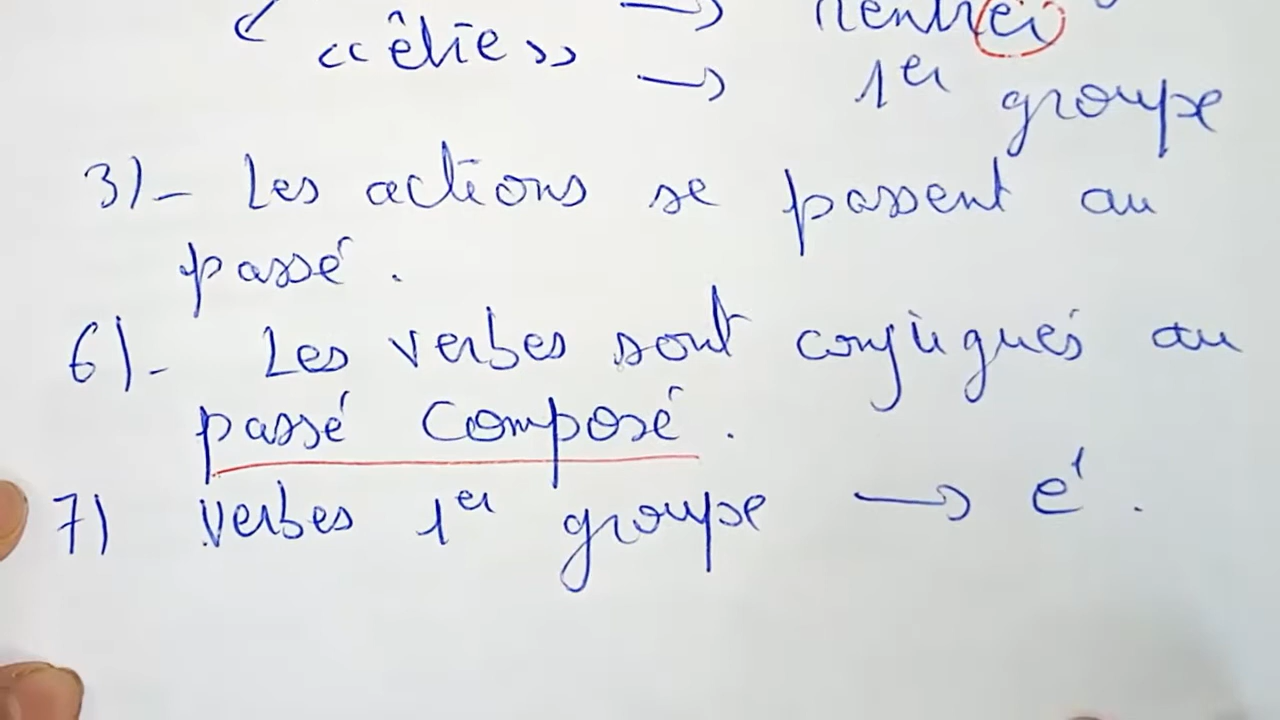 → rentrer
« être » → 1er groupe
3)- Les actions se passent au
passé.
6)- Les verbes sont conjugués au
passé composé.
7) Verbes 1er groupe → é.